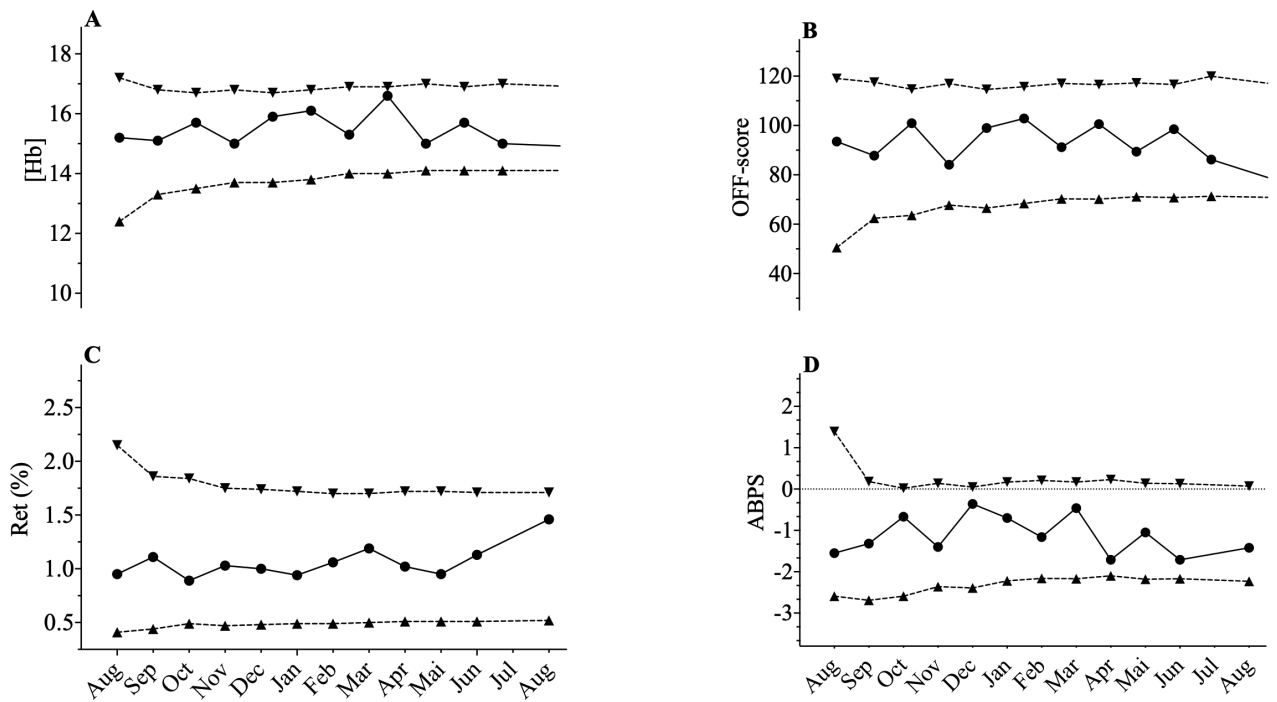 A
[Hb]
18
16
14
12
10
B
OFF-score
120
100
80
60
40
C
Ret (%)
2.5
2.0
1.5
1.0
0.5
Aug Sep Oct Nov Dec Jan Feb Mar Apr Mai Jun Jul Aug
D
ABPS
2
1
0
-1
-2
-3
Aug Sep Oct Nov Dec Jan Feb Mar Apr Mai Jun Jul Aug